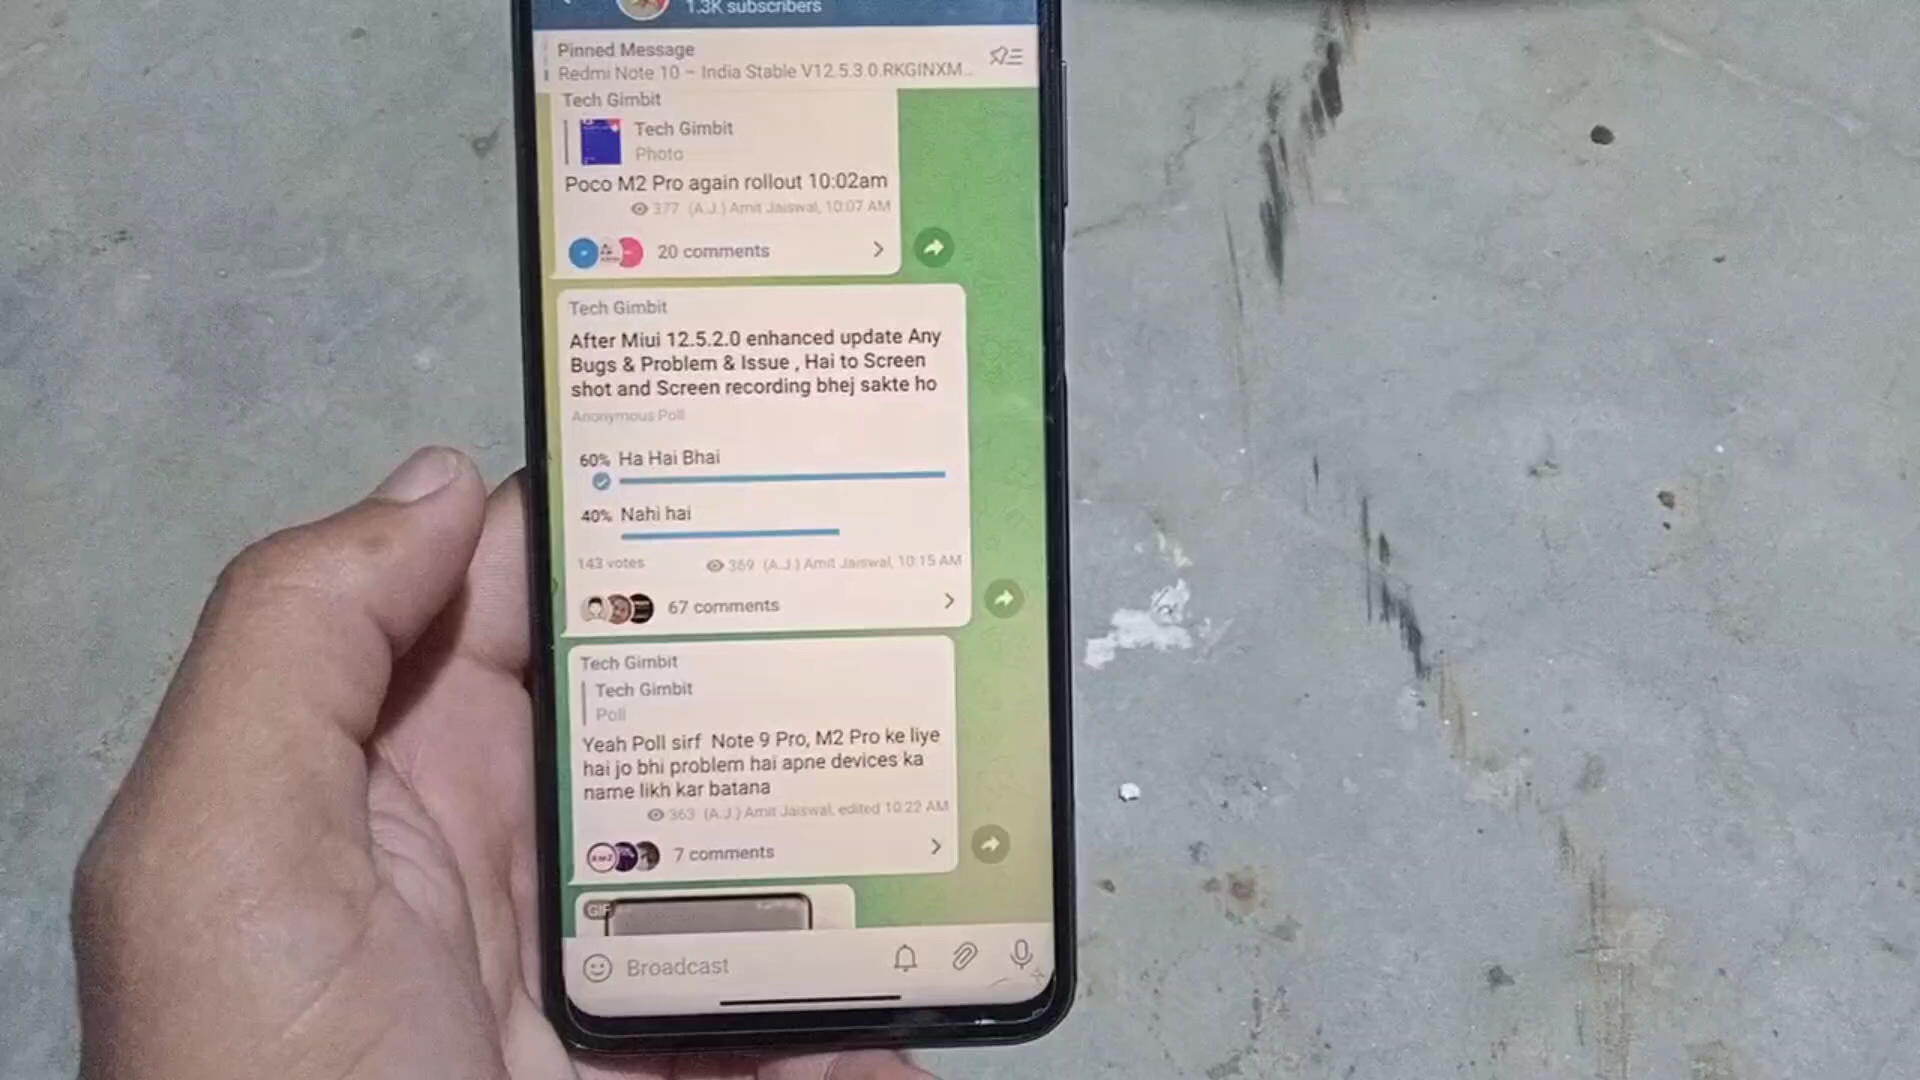 1.3K subscribers
Pinned Message
Redmi Note 10 – India Stable V12.5.3.0.RKGINXM...
Tech Gimbit
Tech Gimbit
Photo
Poco M2 Pro again rollout 10:02am
377 (A.J.) Amit Jaiswal, 10:07 AM
20 comments
Tech Gimbit
After Miui 12.5.2.0 enhanced update Any
Bugs & Problem & Issue , Hai to Screen
shot and Screen recording bhej sakte ho
Anonymous Poll
60% Ha Hai Bhai
40% Nahi hai
143 votes
369 (A.J.) Amit Jaiswal, 10:15 AM
67 comments
Tech Gimbit
Tech Gimbit
Poll
Yeah Poll sirf Note 9 Pro, M2 Pro ke liye
hai jo bhi problem hai apne devices ka
name likh kar batana
363 (A.J.) Amit Jaiswal, edited 10:22 AM
7 comments
GIF
Broadcast